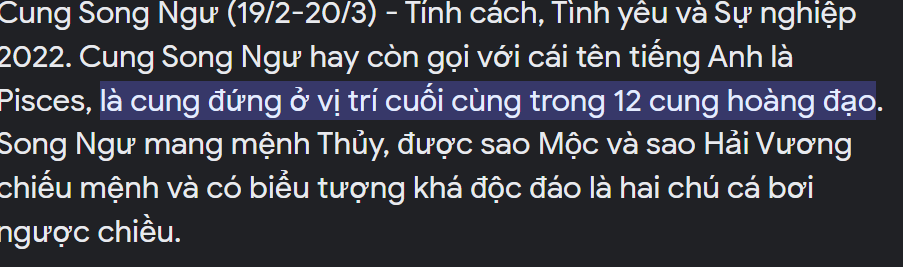 Cung Song Ngư (19/2-20/3) - Tính cách, Tình yêu và Sự nghiệp
2022. Cung Song Ngư hay còn gọi với cái tên tiếng Anh là
Pisces, là cung đứng ở vị trí cuối cùng trong 12 cung hoàng đạo.
Song Ngư mang mệnh Thủy, được sao Mộc và sao Hải Vương
chiếu mệnh và có biểu tượng khá độc đáo là hai chú cá bơi
ngược chiều.